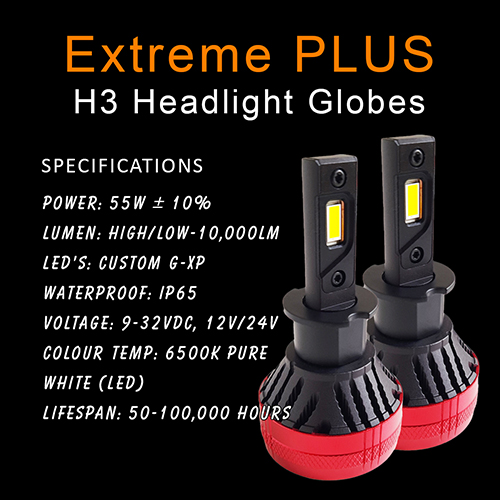 Extreme PLUS
H3 Headlight Globes
SPECIFICATIONS
POWER: 55W ± 10%
LUMEN: HIGH/LOW-10,000LM
LED'S: CUSTOM G-XP
WATERPROOF: IP65
VOLTAGE: 9-32VDC, 12V/24V
COLOUR TEMP: 6500K PURE
WHITE (LED)
LIFESPAN: 50-100,000 HOURS